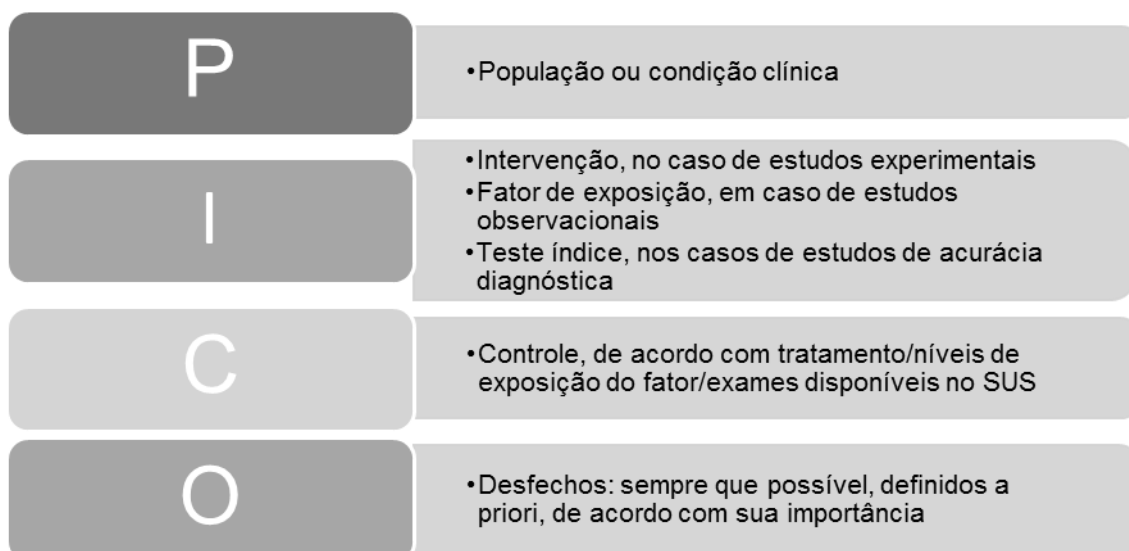 P
•População ou condição clínica
I
•Intervenção, no caso de estudos experimentais
•Fator de exposição, em caso de estudos
observacionais
•Teste índice, nos casos de estudos de acurácia
diagnóstica
C
•Controle, de acordo com tratamento/níveis de
exposição do fator/exames disponíveis no SUS
O
•Desfechos: sempre que possível, definidos a
priori, de acordo com sua importância